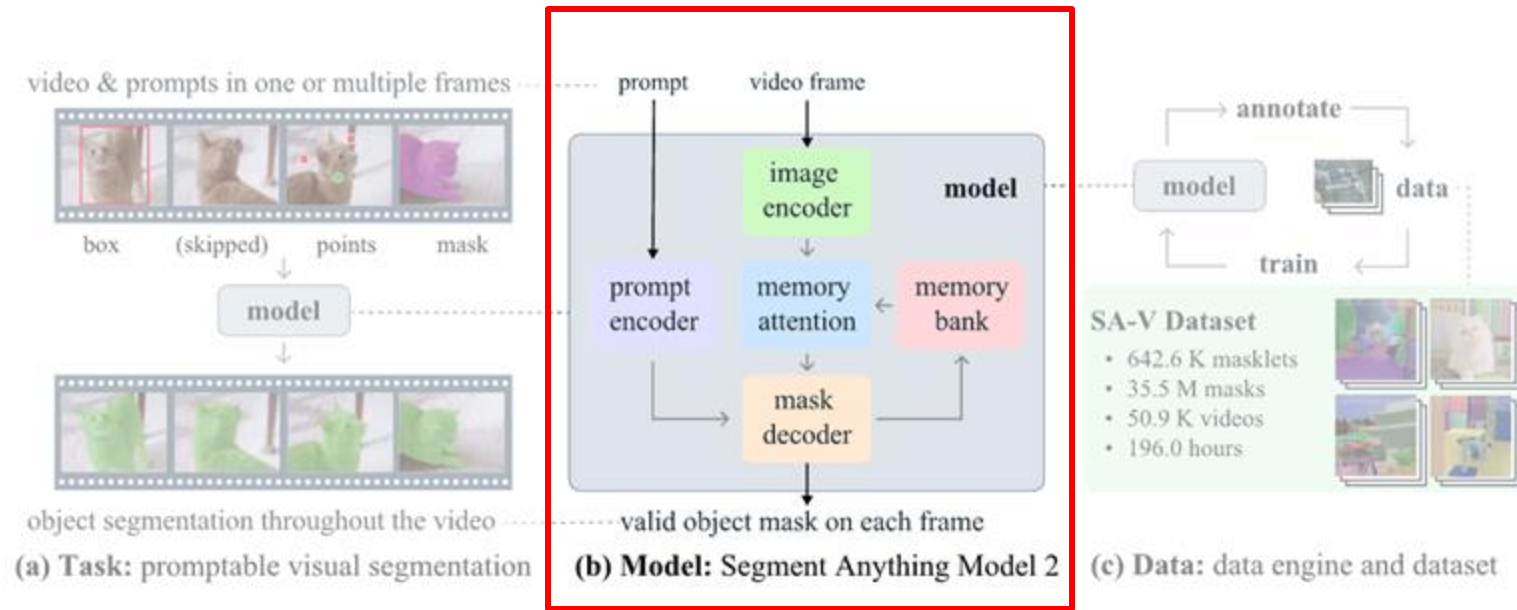 video & prompts in one or multiple frames
box
(skipped)
points
mask
model
object segmentation throughout the video
(a) Task: promptable visual segmentation
prompt
video frame
image
encoder
model
prompt
encoder
memory
attention
memory
bank
mask
decoder
valid object mask on each frame
(b) Model: Segment Anything Model 2
annotate
model
data
train
SA-V Dataset
• 642.6 K masklets
• 35.5 M masks
• 50.9 K videos
• 196.0 hours
(c) Data: data engine and dataset